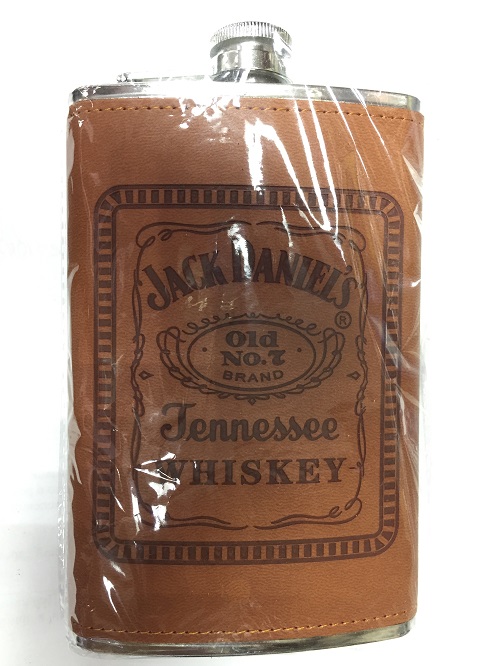 JACK DANIEL'S
®
Old
No.7
BRAND
Tennessee
WHISKEY